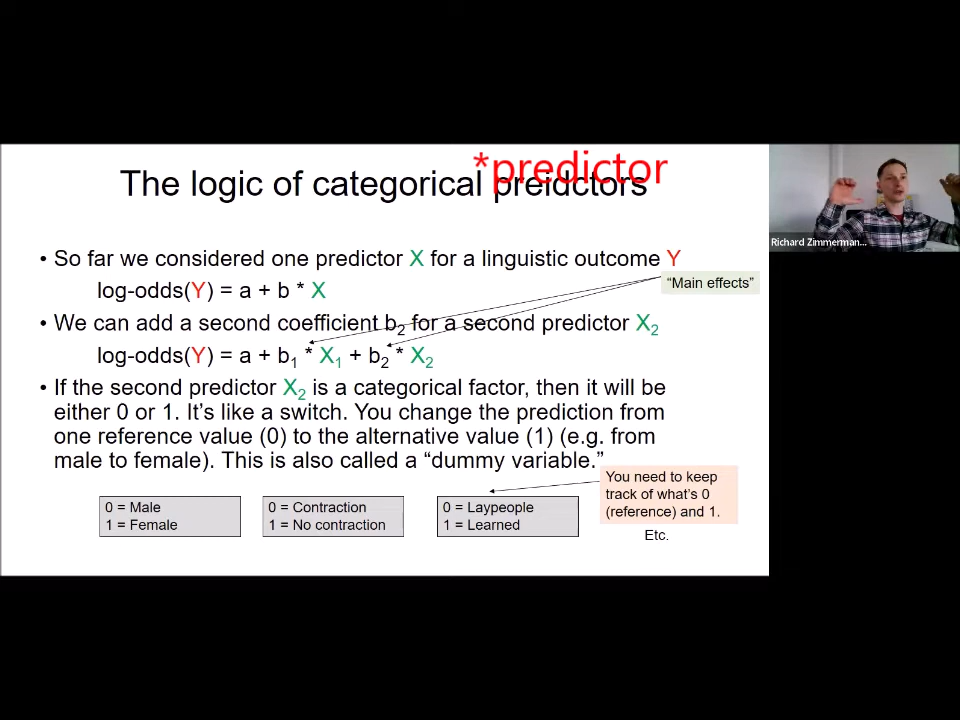 *predictor
The logic of categorical preidctors
• So far we considered one predictor X for a linguistic outcome Y
"Main effects"
log-odds(Y) = a + b * X
• We can add a second coefficient b2 for a second predictor X2
log-odds(Y) = a + b1 * X1 + b2 * X2
• If the second predictor X2 is a categorical factor, then it will be
either 0 or 1. It's like a switch. You change the prediction from
one reference value (0) to the alternative value (1) (e.g. from
male to female). This is also called a "dummy variable."
You need to keep
track of what's 0
(reference) and 1.
0 = Male
1 = Female
0 = Contraction
1 = No contraction
0 = Laypeople
1 = Learned
Etc.
Richard Zimmerman...